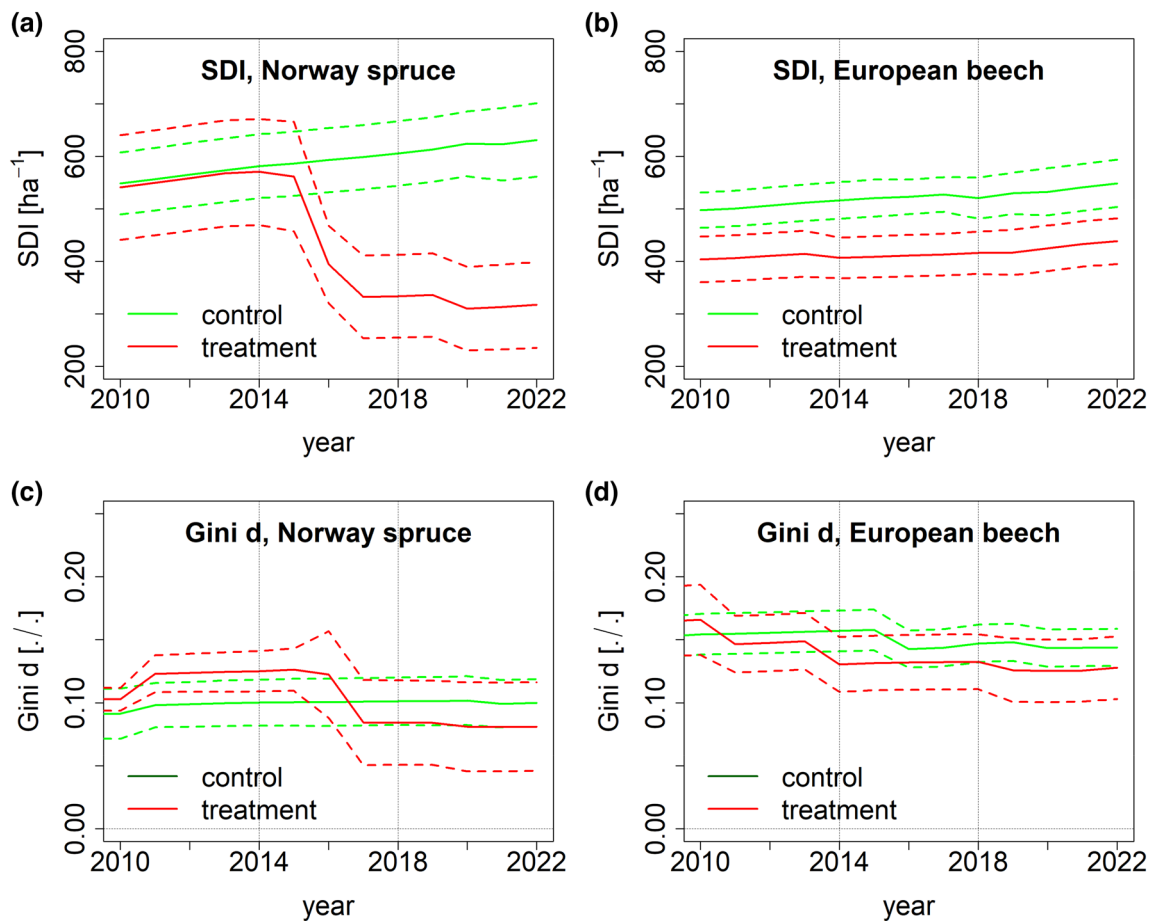 (a)
SDI, Norway spruce
SDI [ha⁻¹]
800
600
400
200
control
treatment
2010 2014 2018 2022
year
(b)
SDI, European beech
SDI [ha⁻¹]
800
600
400
200
control
treatment
2010 2014 2018 2022
year
(c)
Gini d, Norway spruce
Gini d [./.]
0.20
0.10
0.00
control
treatment
2010 2014 2018 2022
year
(d)
Gini d, European beech
Gini d [./.]
0.20
0.10
0.00
control
treatment
2010 2014 2018 2022
year